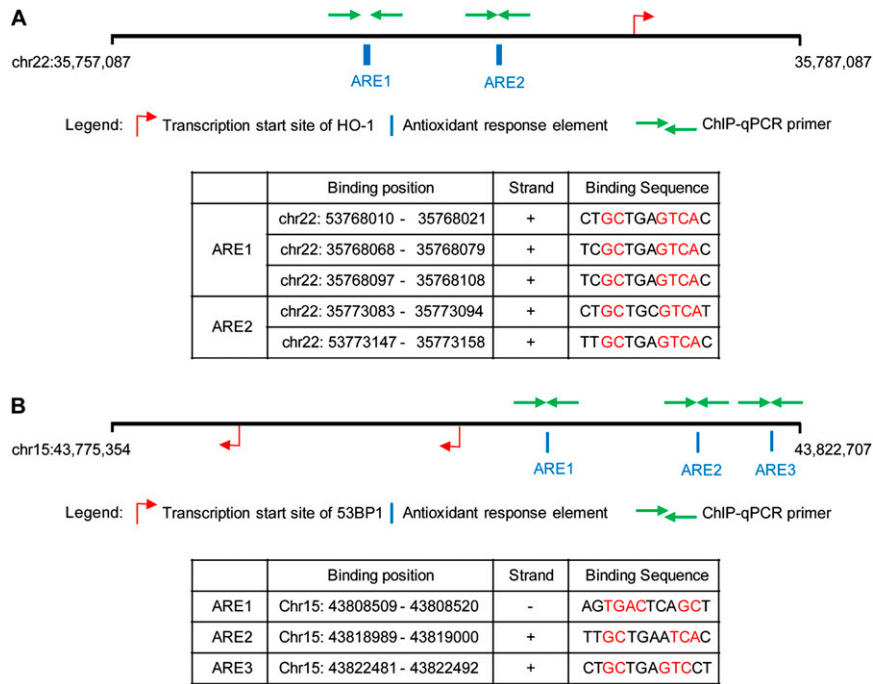 A
chr22:35,757,087 35,787,087
ARE1 ARE2
Legend: Transcription start site of HO-1 Antioxidant response element ChIP-qPCR primer
Binding position Strand Binding Sequence
ARE1
chr22: 53768010 - 35768021 + CTGCTGAGTCAC
chr22: 35768068 - 35768079 + TCGCTGAGTCAC
chr22: 35768097 - 35768108 + TCGCTGAGTCAC
ARE2
chr22: 35773083 - 35773094 + CTGCTGCGTCAT
chr22: 53773147 - 35773158 + TTGCTGAGTCAC
B
chr15:43,775,354 43,822,707
ARE1 ARE2 ARE3
Legend: Transcription start site of 53BP1 Antioxidant response element ChIP-qPCR primer
Binding position Strand Binding Sequence
ARE1 Chr15: 43808509 - 43808520 - AGTGACTCAGCT
ARE2 Chr15: 43818989 - 43819000 + TTGCTGAATCAC
ARE3 Chr15: 43822481 - 43822492 + CTGCTGAGTCCT